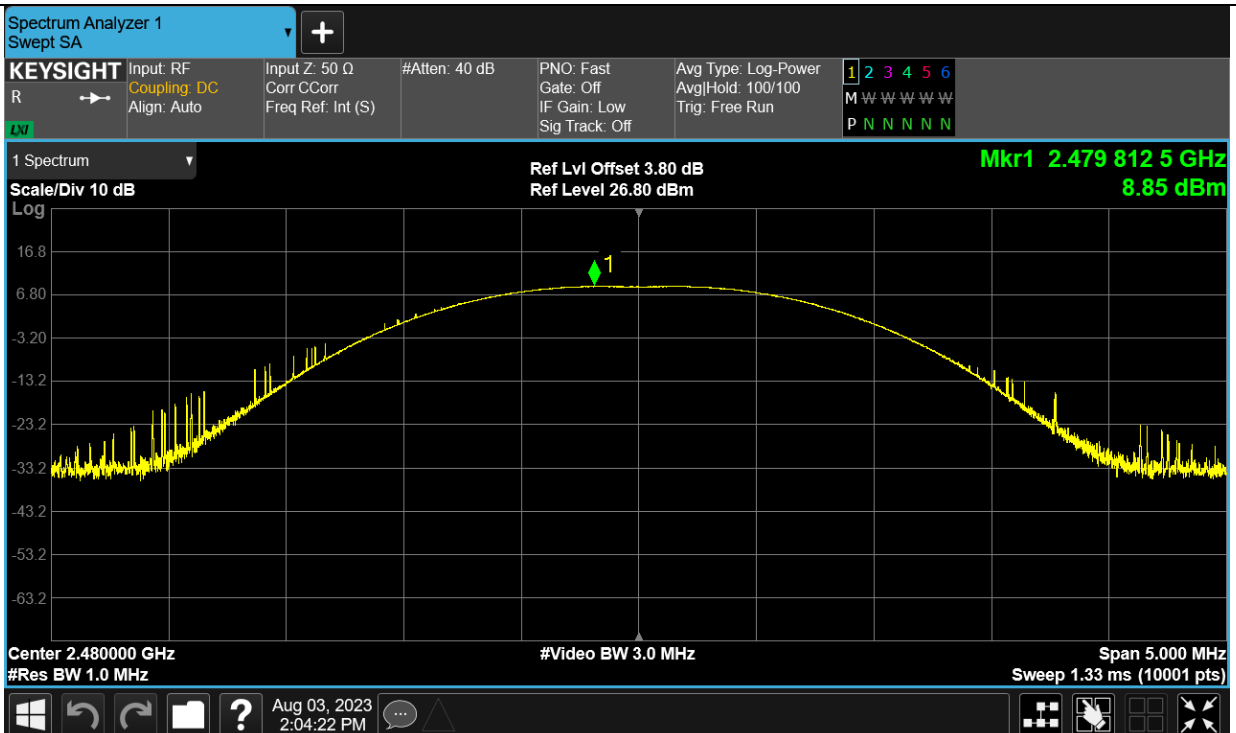 Spectrum Analyzer 1
Swept SA
+
KEYSIGHT
R
LXI
Input: RF
Coupling: DC
Align: Auto
Input Z: 50 Ω
Corr CCorr
Freq Ref: Int (S)
#Atten: 40 dB
PNO: Fast
Gate: Off
IF Gain: Low
Sig Track: Off
Avg Type: Log-Power
Avg|Hold: 100/100
Trig: Free Run
1 2 3 4 5 6
M W W W W W
P N N N N N
1 Spectrum
Scale/Div 10 dB
Log
Ref Lvl Offset 3.80 dB
Ref Level 26.80 dBm
Mkr1 2.479 812 5 GHz
8.85 dBm
1
16.8
6.80
-3.20
-13.2
-23.2
-33.2
-43.2
-53.2
-63.2
Center 2.480000 GHz
#Res BW 1.0 MHz
#Video BW 3.0 MHz
Span 5.000 MHz
Sweep 1.33 ms (10001 pts)
?
Aug 03, 2023
2:04:22 PM